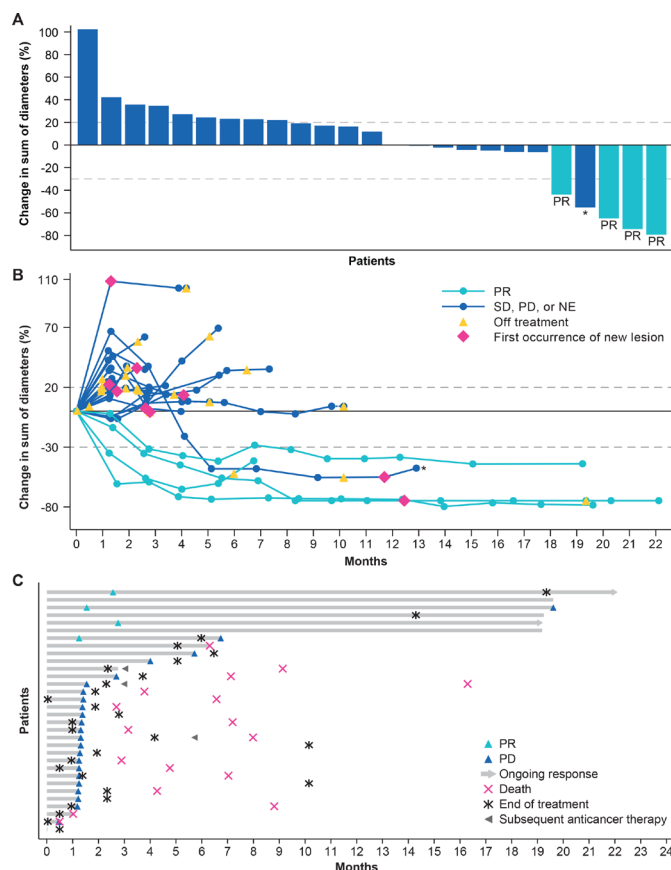 A
Change in sum of diameters (%)
100
80
60
40
20
0
-20
-40
-60
-80
PR
*
PR
PR
PR
Patients
B
Change in sum of diameters (%)
110
70
20
0
-30
-80
PR
SD, PD, or NE
Off treatment
First occurrence of new lesion
*
0 1 2 3 4 5 6 7 8 9 10 11 12 13 14 15 16 17 18 19 20 21 22
Months
C
Patients
PR
PD
Ongoing response
Death
End of treatment
Subsequent anticancer therapy
0 1 2 3 4 5 6 7 8 9 10 11 12 13 14 15 16 17 18 19 20 21 22 23 24
Months